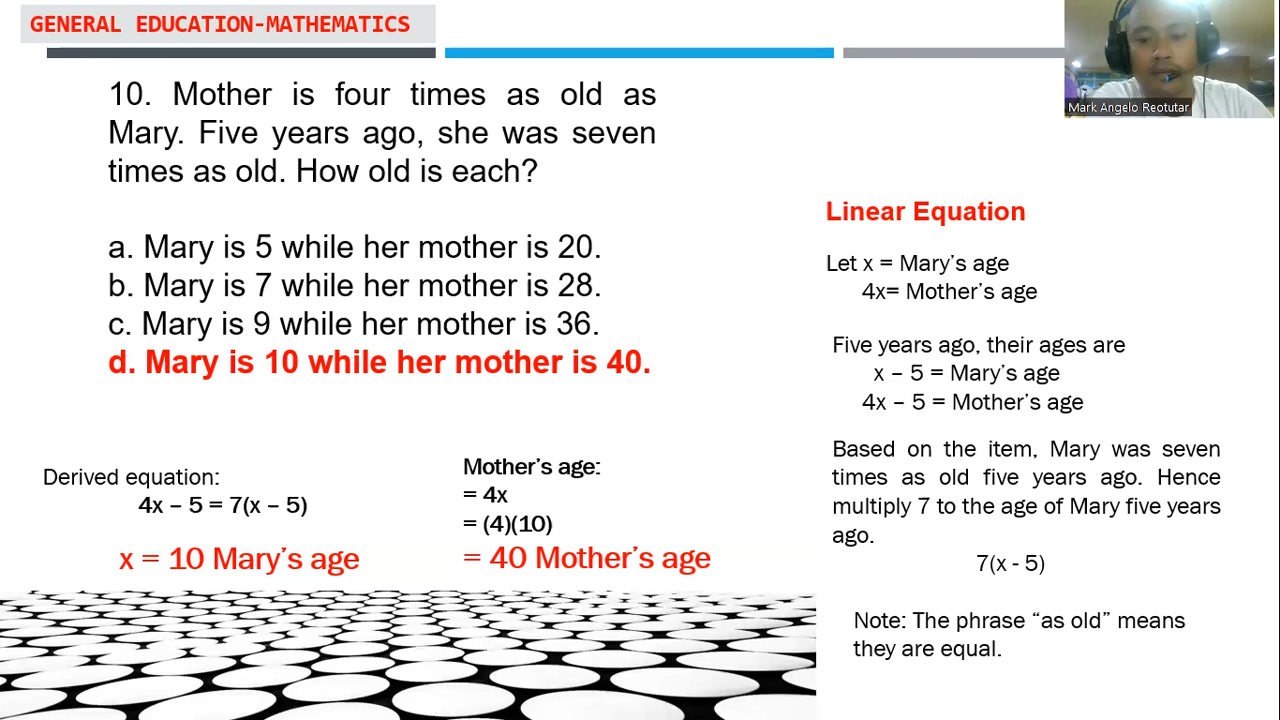 GENERAL EDUCATION-MATHEMATICS
Mark Angelo Reotutar
10. Mother is four times as old as
Mary. Five years ago, she was seven
times as old. How old is each?
a. Mary is 5 while her mother is 20.
b. Mary is 7 while her mother is 28.
c. Mary is 9 while her mother is 36.
d. Mary is 10 while her mother is 40.
Derived equation:
4x – 5 = 7(x – 5)
x = 10 Mary’s age
Mother’s age:
= 4x
= (4)(10)
= 40 Mother’s age
Linear Equation
Let x = Mary’s age
4x= Mother’s age
Five years ago, their ages are
x – 5 = Mary’s age
4x – 5 = Mother’s age
Based on the item, Mary was seven
times as old five years ago. Hence
multiply 7 to the age of Mary five years
ago.
7(x - 5)
Note: The phrase “as old” means
they are equal.